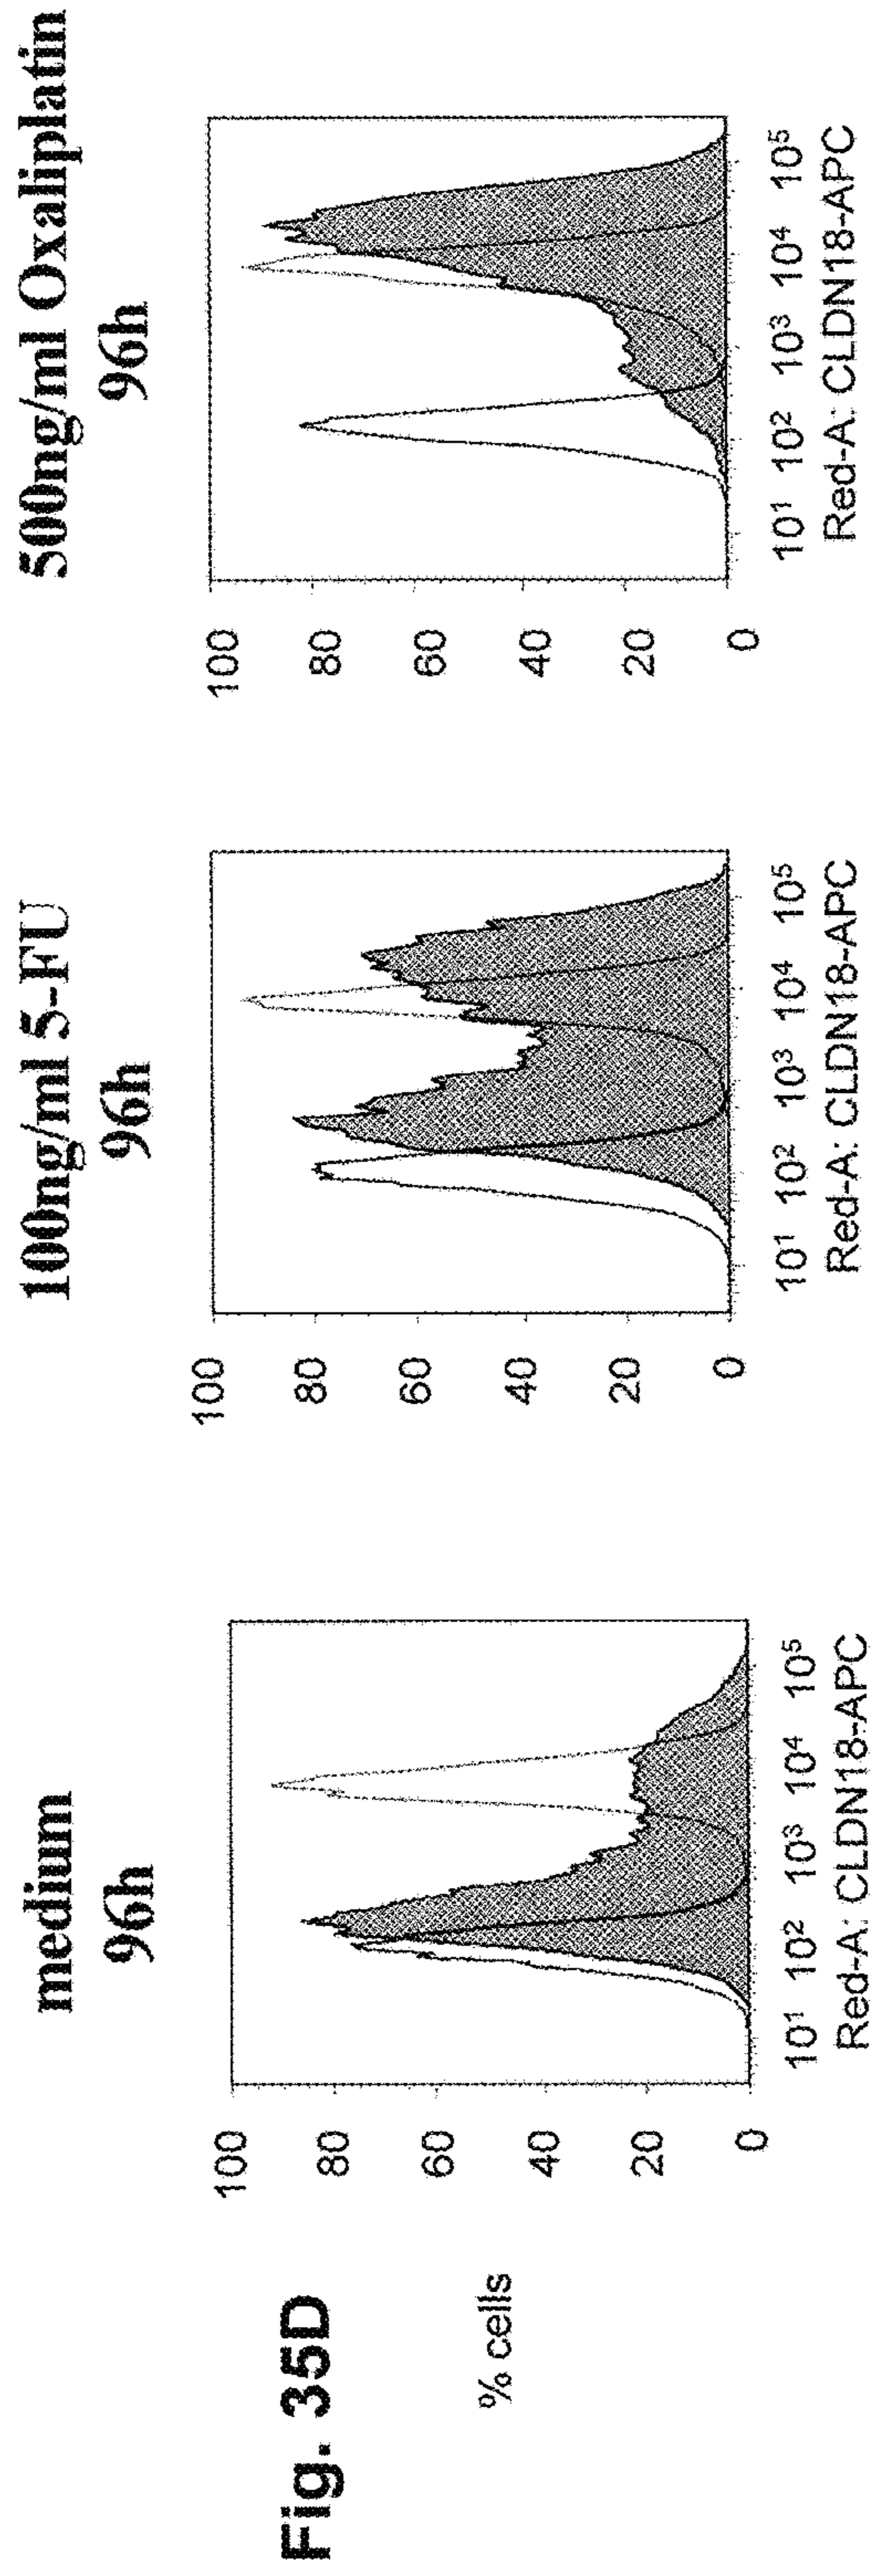 Fig. 35D
% cells
medium
96h
100
80
60
40
20
0
10¹ 10² 10³ 10⁴ 10⁵
Red-A: CLDN18-APC
100ng/ml 5-FU
96h
100
80
60
40
20
0
10¹ 10² 10³ 10⁴ 10⁵
Red-A: CLDN18-APC
500ng/ml Oxaliplatin
96h
100
80
60
40
20
0
10¹ 10² 10³ 10⁴ 10⁵
Red-A: CLDN18-APC